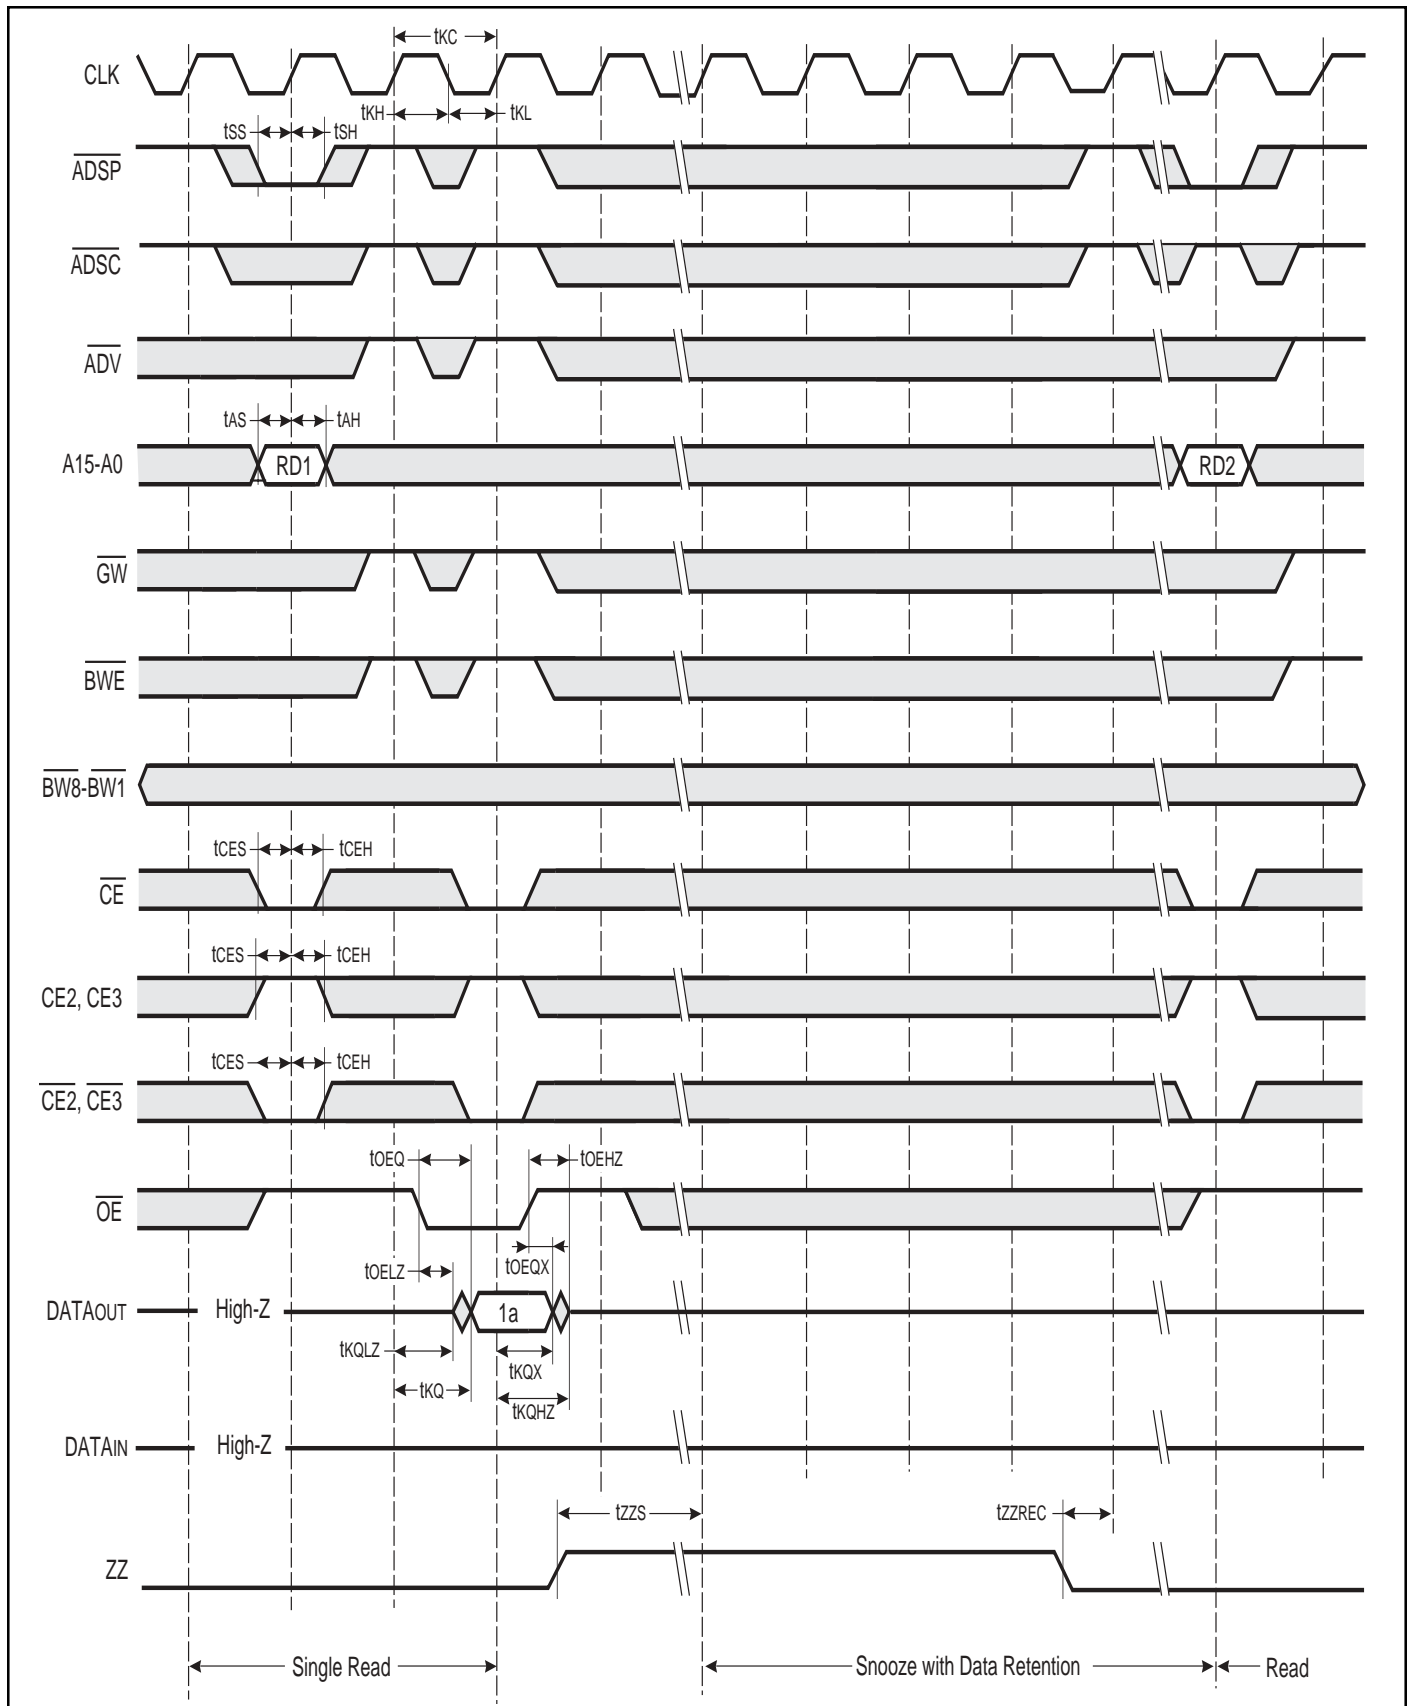 tKC
CLK
tKH tKL
tSS tSH
ADSP
ADSC
ADV
tAS tAH
A15-A0 RD1 RD2
GW
BWE
BW8-BW1
tCES tCEH
CE
tCES tCEH
CE2, CE3
tCES tCEH
CE2, CE3
tOEQ tOEHZ
OE
tOELZ tOEQX
DATAOUT High-Z 1a
tKQLZ tKQX
tKQ tKQHZ
DATAIN High-Z
tZZS tZZREC
ZZ
Single Read Snooze with Data Retention Read